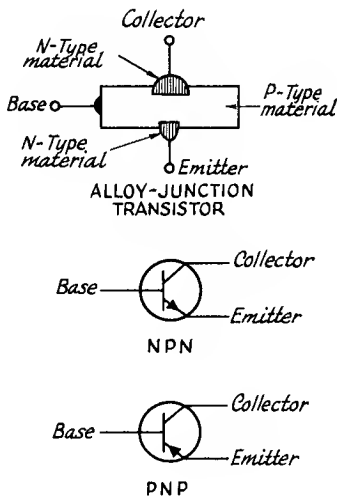 Collector
N-Type
material
Base
P-Type
material
N-Type
material
Emitter
ALLOY-JUNCTION
TRANSISTOR
Collector
Base
Emitter
NPN
Collector
Base
Emitter
PNP